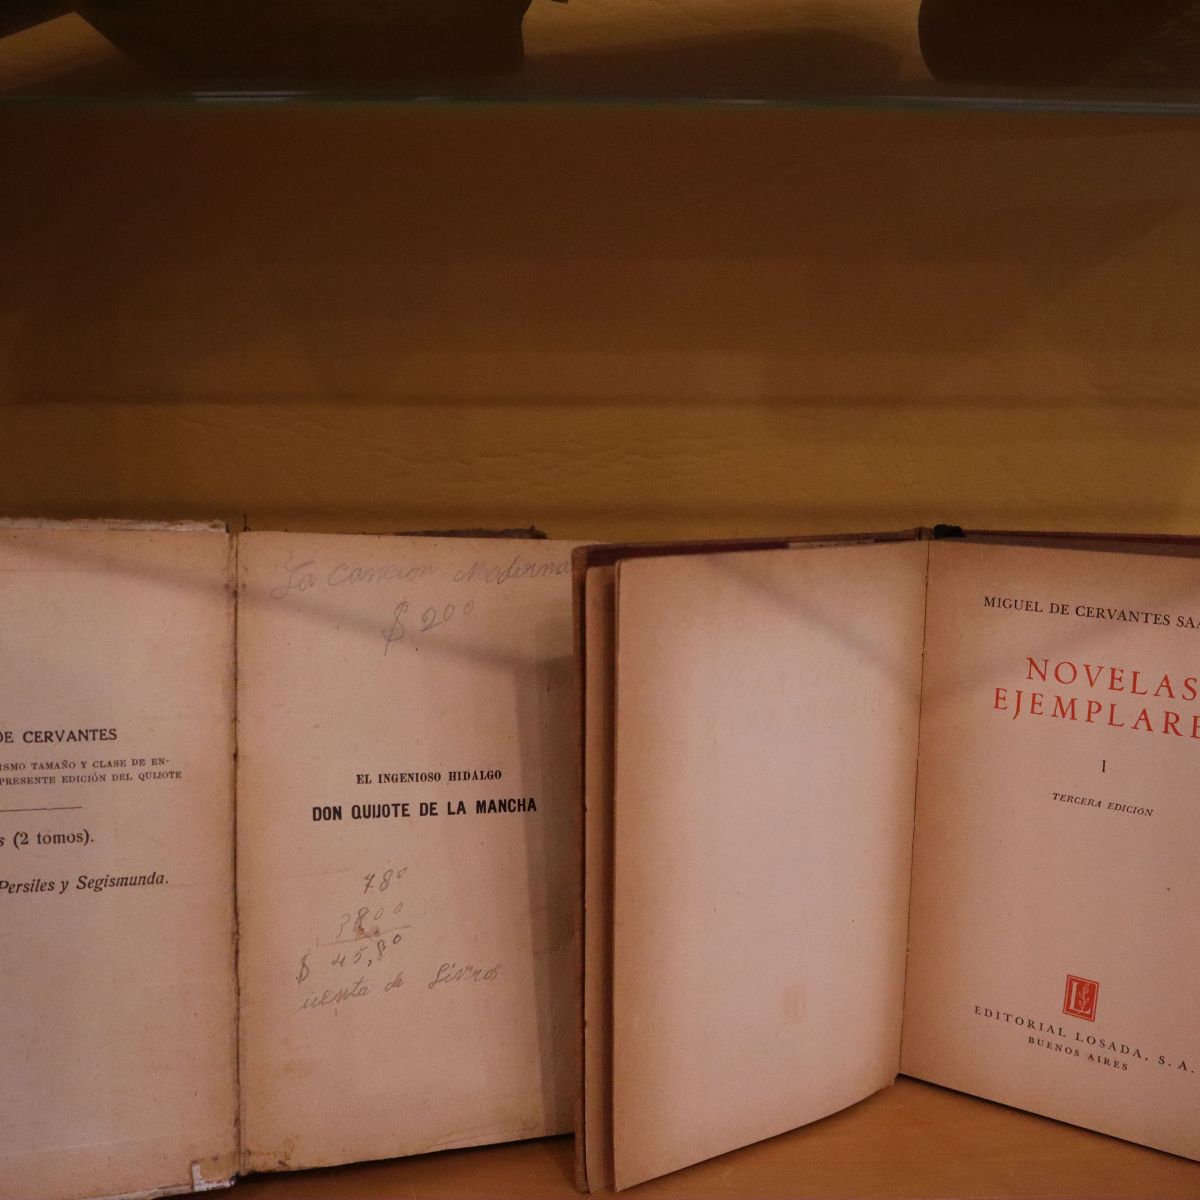 DE CERVANTES
ISMO TAMAÑO Y CLASE DE EN-
PRESENTE EDICIÓN DEL QUIJOTE
s (2 tomos).
Persiles y Segismunda.
La cancion Moderna
$ 200
EL INGENIOSO HIDALGO
DON QUIJOTE DE LA MANCHA
780
3800
$ 45,80
uenta de Livros
MIGUEL DE CERVANTES SAA
NOVELAS
EJEMPLARE
I
TERCERA EDICIÓN
L
EDITORIAL LOSADA, S. A.
BUENOS AIRES